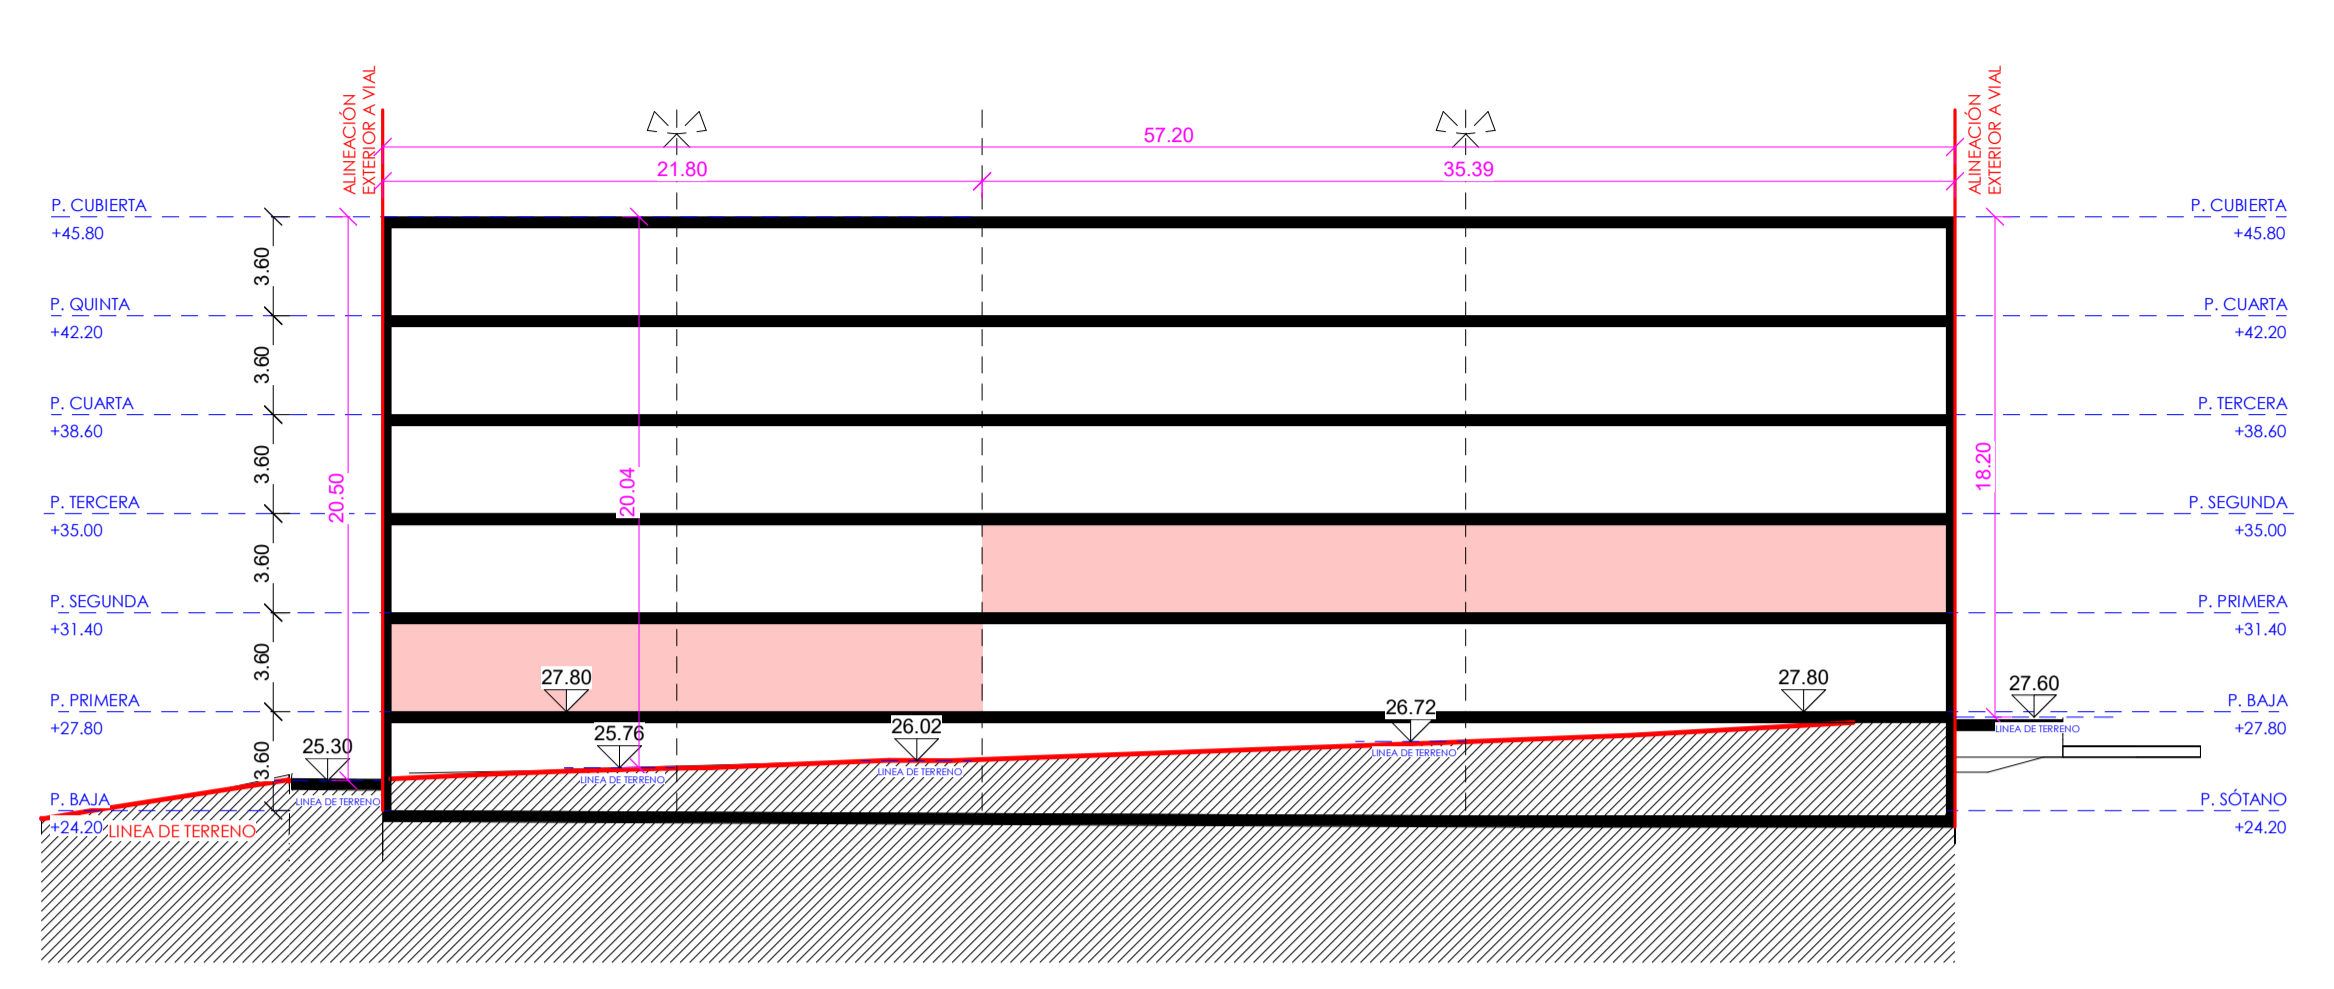 ALINEACIÓN
EXTERIOR A VIAL
ALINEACIÓN
EXTERIOR A VIAL
57.20
21.80
35.39
P. CUBIERTA
+45.80
P. CUBIERTA
+45.80
3.60
P. QUINTA
+42.20
P. CUARTA
+42.20
3.60
P. CUARTA
+38.60
P. TERCERA
+38.60
3.60
20.50
20.04
18.20
P. TERCERA
+35.00
P. SEGUNDA
+35.00
3.60
P. SEGUNDA
+31.40
P. PRIMERA
+31.40
3.60
27.80
27.80
27.60
P. PRIMERA
+27.80
P. BAJA
+27.80
26.72
25.76
26.02
25.30
3.60
LINEA DE TERRENO
LINEA DE TERRENO
LINEA DE TERRENO
LINEA DE TERRENO
LINEA DE TERRENO
P. BAJA
+24.20
LINEA DE TERRENO
P. SÓTANO
+24.20